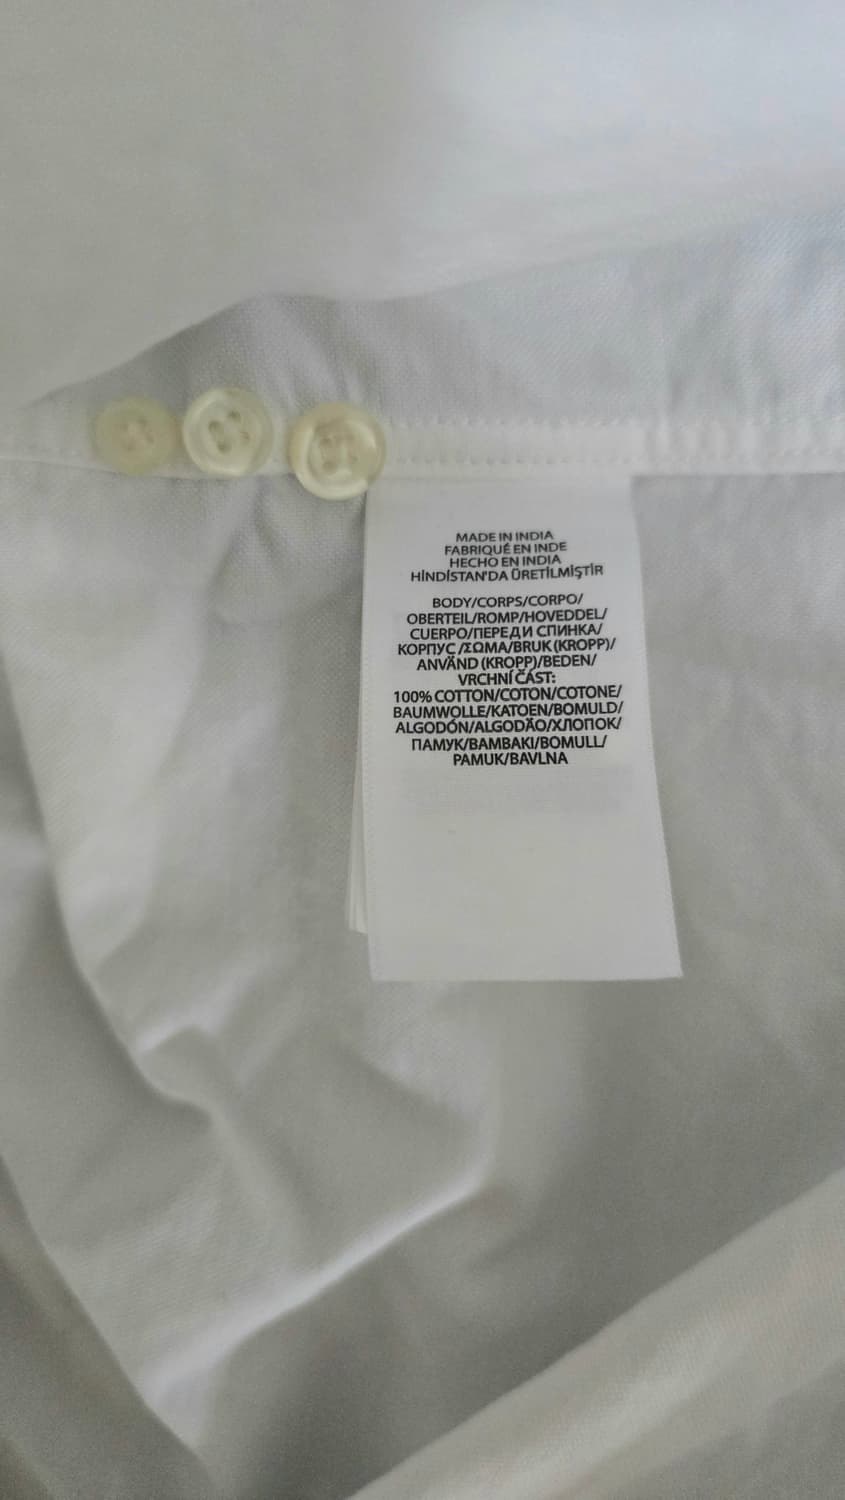 MADE IN INDIA
FABRIQUÉ EN INDE
HECHO EN INDIA
HİNDİSTAN'DA ÜRETİLMİŞTİR
BODY/CORPS/CORPO/
OBERTEIL/ROMP/HOVEDDEL/
CUERPO/ПЕРЕД И СПИНКА/
КОРПУС/ΣΩΜΑ/BRUK (KROPP)/
ANVÄND (KROPP)/BEDEN/
VRCHNÍ ČÁST:
100% COTTON/COTON/COTONE/
BAUMWOLLE/KATOEN/BOMULD/
ALGODÓN/ALGODÃO/ХЛОПОК/
ПАМУК/BAMBAKI/BOMULL/
PAMUK/BAVLNA